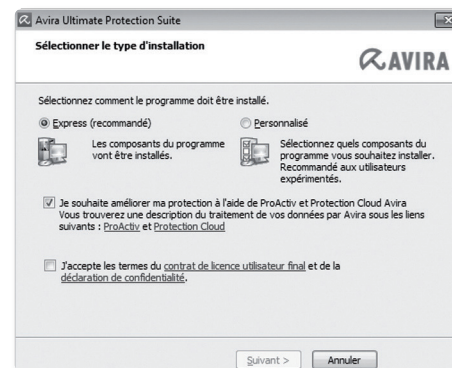 Avira Ultimate Protection Suite
Sélectionner le type d'installation
AVIRA
Sélectionnez comment le programme doit être installé.
Express (recommandé)
Personnalisé
Les composants du programme
vont être installés.
Sélectionnez quels composants du
programme vous souhaitez installer.
Recommandé aux utilisateurs
expérimentés.
Je souhaite améliorer ma protection à l'aide de ProActiv et Protection Cloud Avira
Vous trouverez une description du traitement de vos données par Avira sous les liens
suivants : ProActiv et Protection Cloud
J'accepte les termes du contrat de licence utilisateur final et de la
déclaration de confidentialité.
Suivant >
Annuler